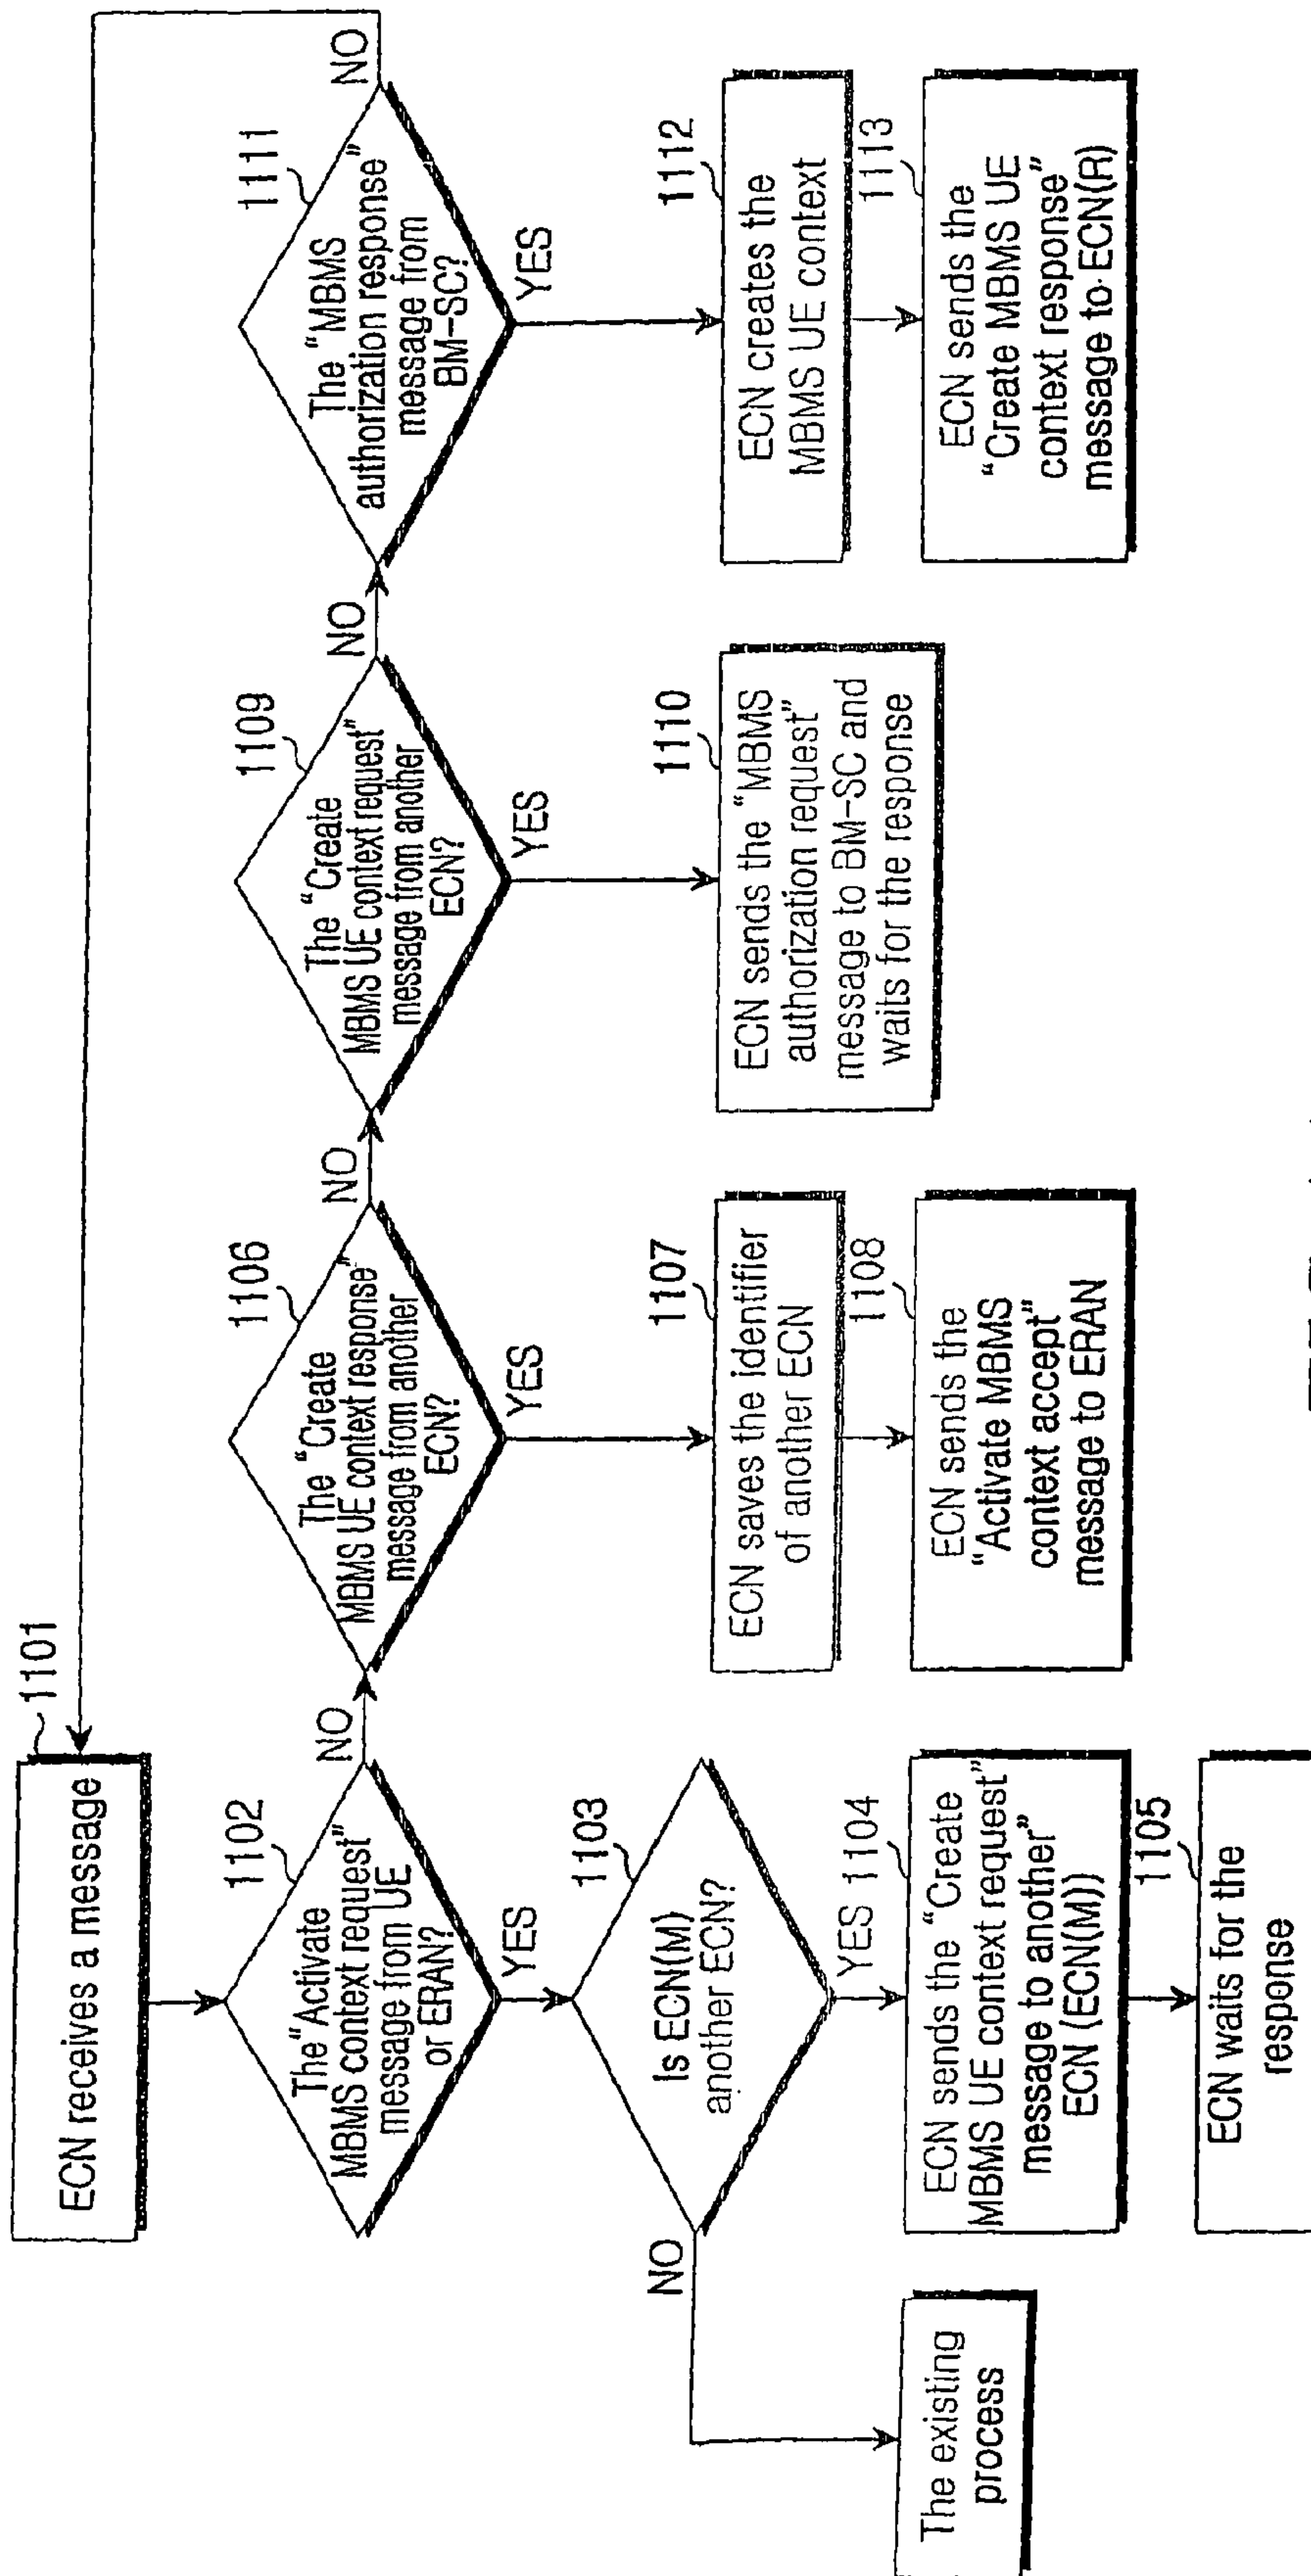 ECN receives a message
1101
The "Activate
MBMS context request"
message from UE
or ERAN?
1102
NO
YES
Is ECN(M)
another ECN?
1103
NO
YES
The existing
process
ECN sends the "Create
MBMS UE context request"
message to another"
ECN (ECN(M))
1104
ECN waits for the
response
1105
The "Create
MBMS UE context response"
message from another
ECN?
1106
NO
YES
ECN saves the identifier
of another ECN
1107
ECN sends the
"Activate MBMS
context accept"
message to ERAN
1108
The "Create
MBMS UE context request"
message from another
ECN?
1109
NO
YES
ECN sends the "MBMS
authorization request"
message to BM-SC and
waits for the response
1110
The "MBMS
authorization response"
message from
BM-SC?
1111
NO
YES
ECN creates the
MBMS UE context
1112
ECN sends the
"Create MBMS UE
context response"
message to ECN(R)
1113